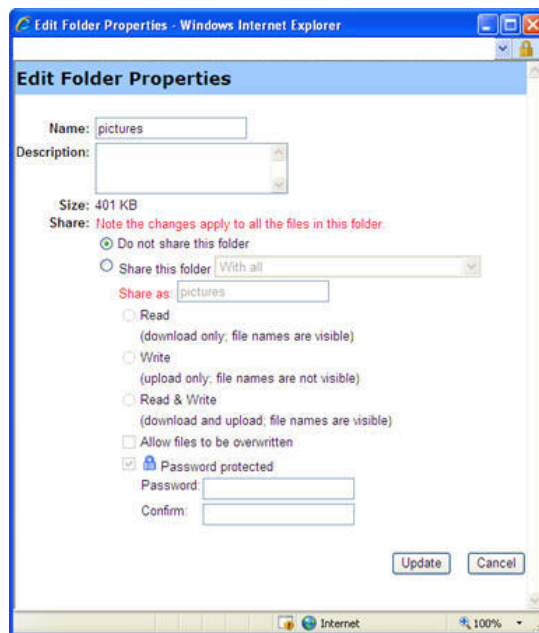 Edit Folder Properties - Windows Internet Explorer
Edit Folder Properties
Name: pictures
Description:
Size: 401 KB
Share: Note the changes apply to all the files in this folder
Do not share this folder
Share this folder With all
Share as: pictures
Read
(download only; file names are visible)
Write
(upload only; file names are not visible)
Read & Write
(download and upload; file names are visible)
Allow files to be overwritten
Password protected
Password:
Confirm:
Update Cancel
Internet 100%